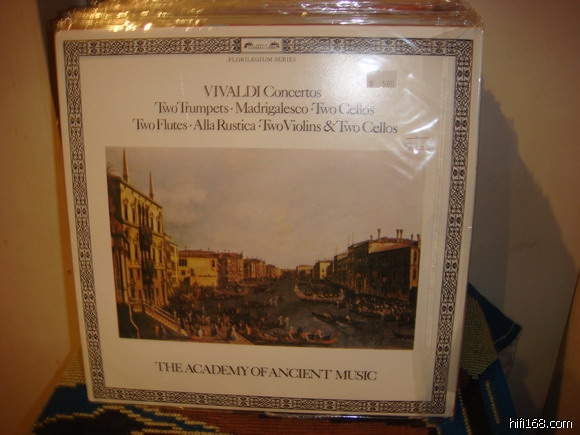 FLORILEGIUM SERIES
VIVALDI Concertos
Two Trumpets · Madrigalesco · Two Cellos
Two Flutes · Alla Rustica · Two Violins & Two Cellos
THE ACADEMY OF ANCIENT MUSIC
hifi168.com